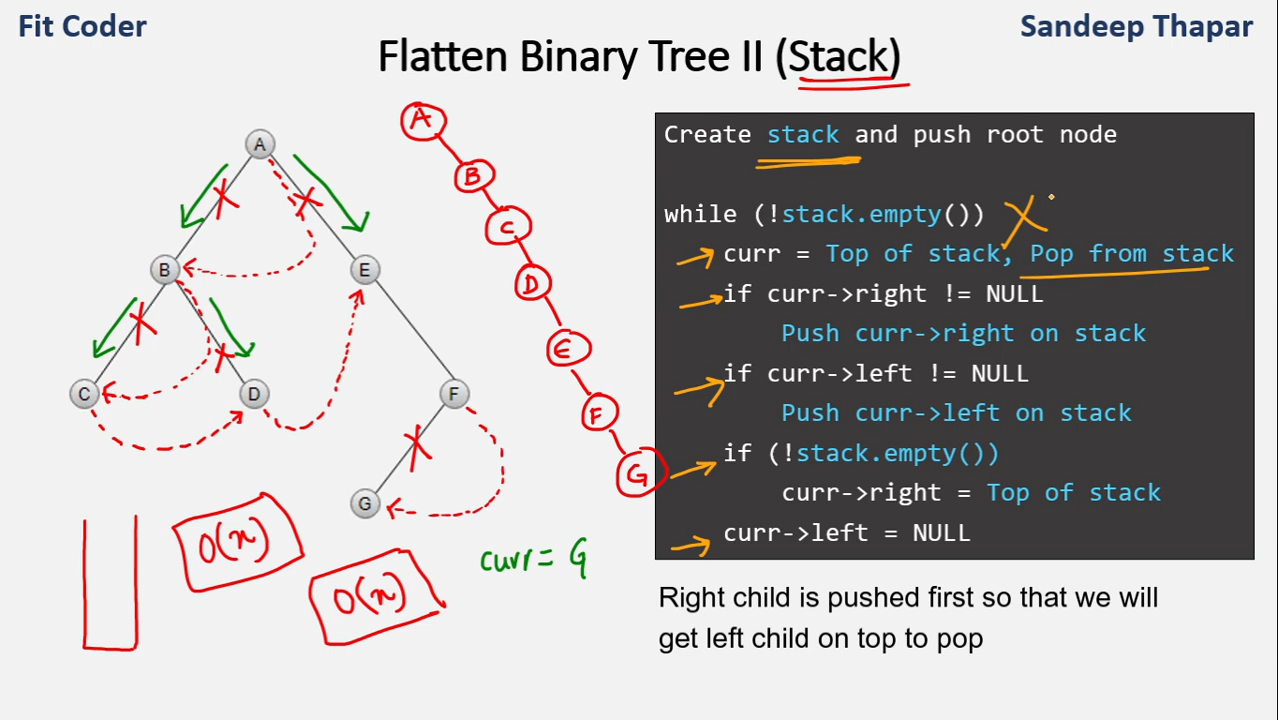 Fit Coder
Sandeep Thapar
Flatten Binary Tree II (Stack)
A
B
E
C
D
F
G
A
B
C
D
E
F
G
O(n)
O(n)
curr = G
Create stack and push root node
while (!stack.empty())
curr = Top of stack, Pop from stack
if curr->right != NULL
Push curr->right on stack
if curr->left != NULL
Push curr->left on stack
if (!stack.empty())
curr->right = Top of stack
curr->left = NULL
Right child is pushed first so that we will
get left child on top to pop